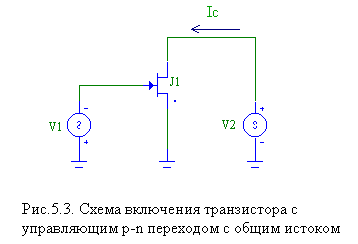 Ic
J1
V1
V2
Рис.5.3. Схема включения транзистора с
управляющим p-n переходом с общим истоком